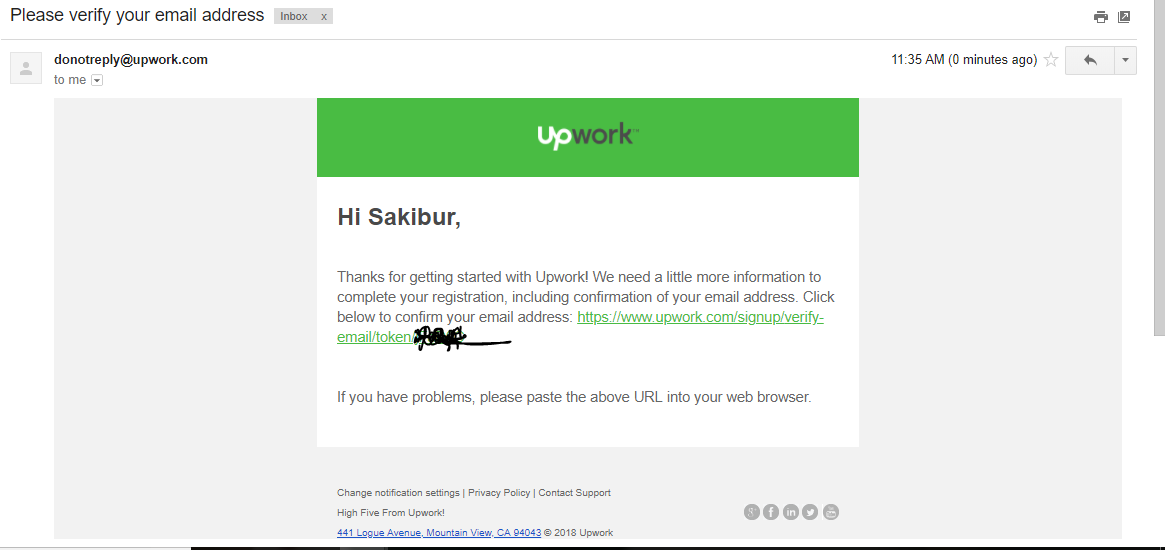 Please verify your email address Inbox x
donotreply@upwork.com 11:35 AM (0 minutes ago)
to me
upwork™
Hi Sakibur,
Thanks for getting started with Upwork! We need a little more information to
complete your registration, including confirmation of your email address. Click
below to confirm your email address: https://www.upwork.com/signup/verify-
email/token/
If you have problems, please paste the above URL into your web browser.
Change notification settings | Privacy Policy | Contact Support
High Five From Upwork!
441 Logue Avenue, Mountain View, CA 94043 © 2018 Upwork